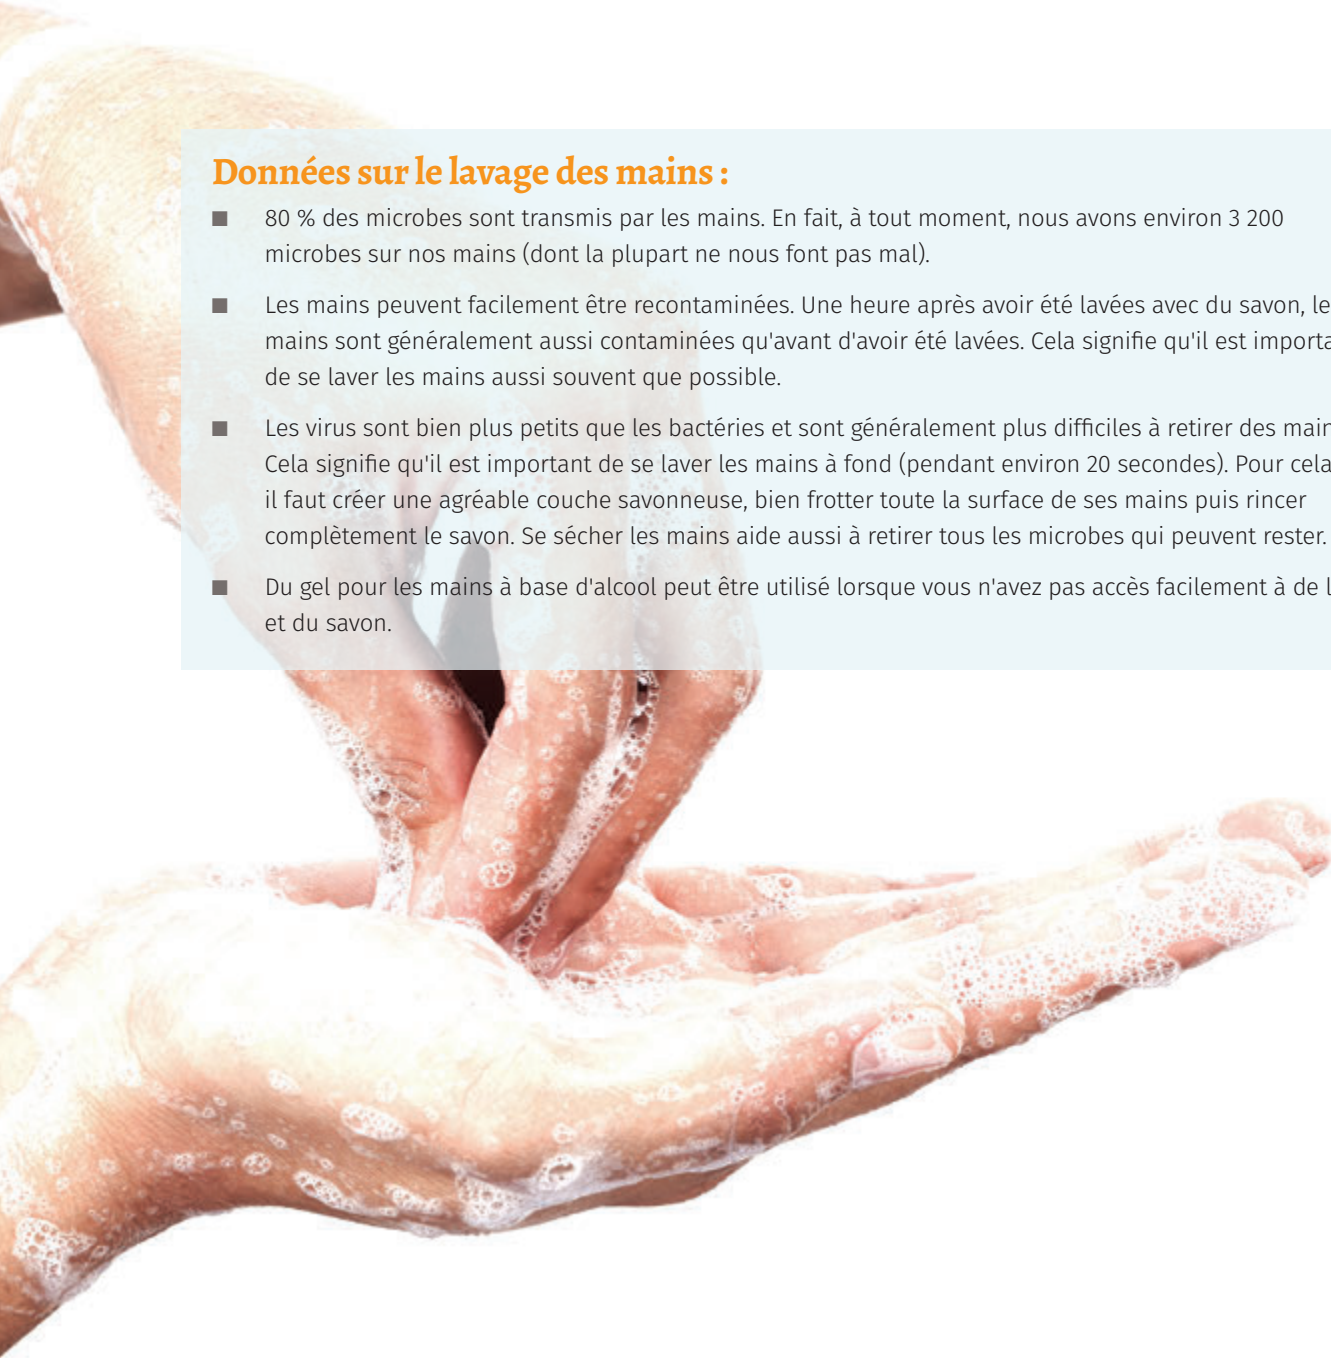 Données sur le lavage des mains :
■ 80 % des microbes sont transmis par les mains. En fait, à tout moment, nous avons environ 3 200
microbes sur nos mains (dont la plupart ne nous font pas mal).
■ Les mains peuvent facilement être recontaminées. Une heure après avoir été lavées avec du savon, le
mains sont généralement aussi contaminées qu'avant d'avoir été lavées. Cela signifie qu'il est importa
de se laver les mains aussi souvent que possible.
■ Les virus sont bien plus petits que les bactéries et sont généralement plus difficiles à retirer des main
Cela signifie qu'il est important de se laver les mains à fond (pendant environ 20 secondes). Pour cela
il faut créer une agréable couche savonneuse, bien frotter toute la surface de ses mains puis rincer
complètement le savon. Se sécher les mains aide aussi à retirer tous les microbes qui peuvent rester.
■ Du gel pour les mains à base d'alcool peut être utilisé lorsque vous n'avez pas accès facilement à de l
et du savon.